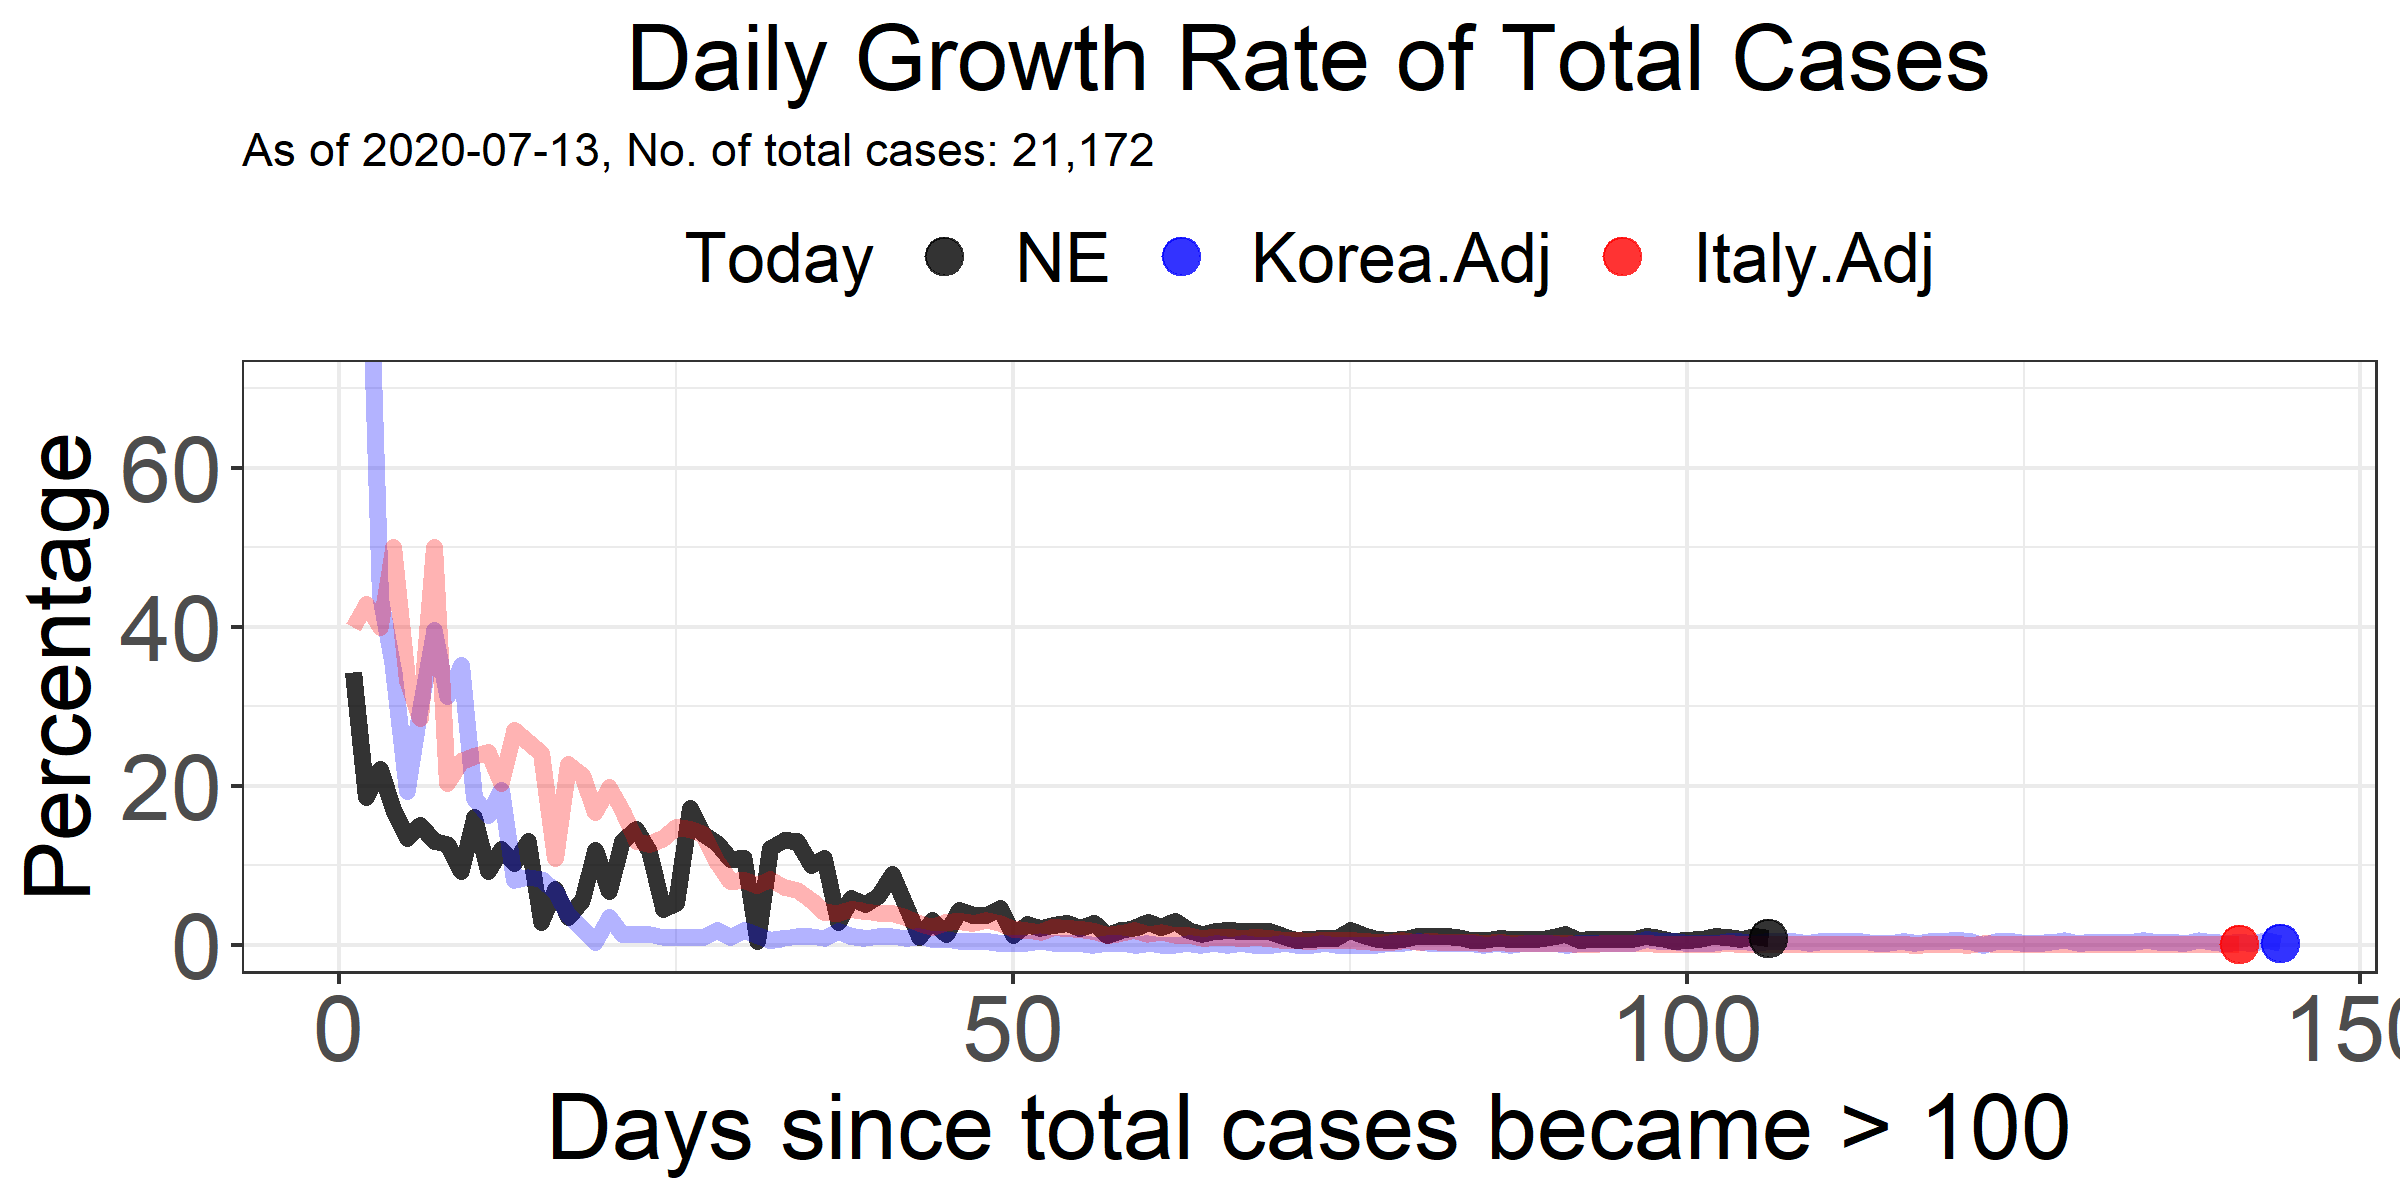 Daily Growth Rate of Total Cases
As of 2020-07-13, No. of total cases: 21,172
Today NE Korea.Adj Italy.Adj
Percentage
60
40
20
0
0 50 100 150
Days since total cases became > 100